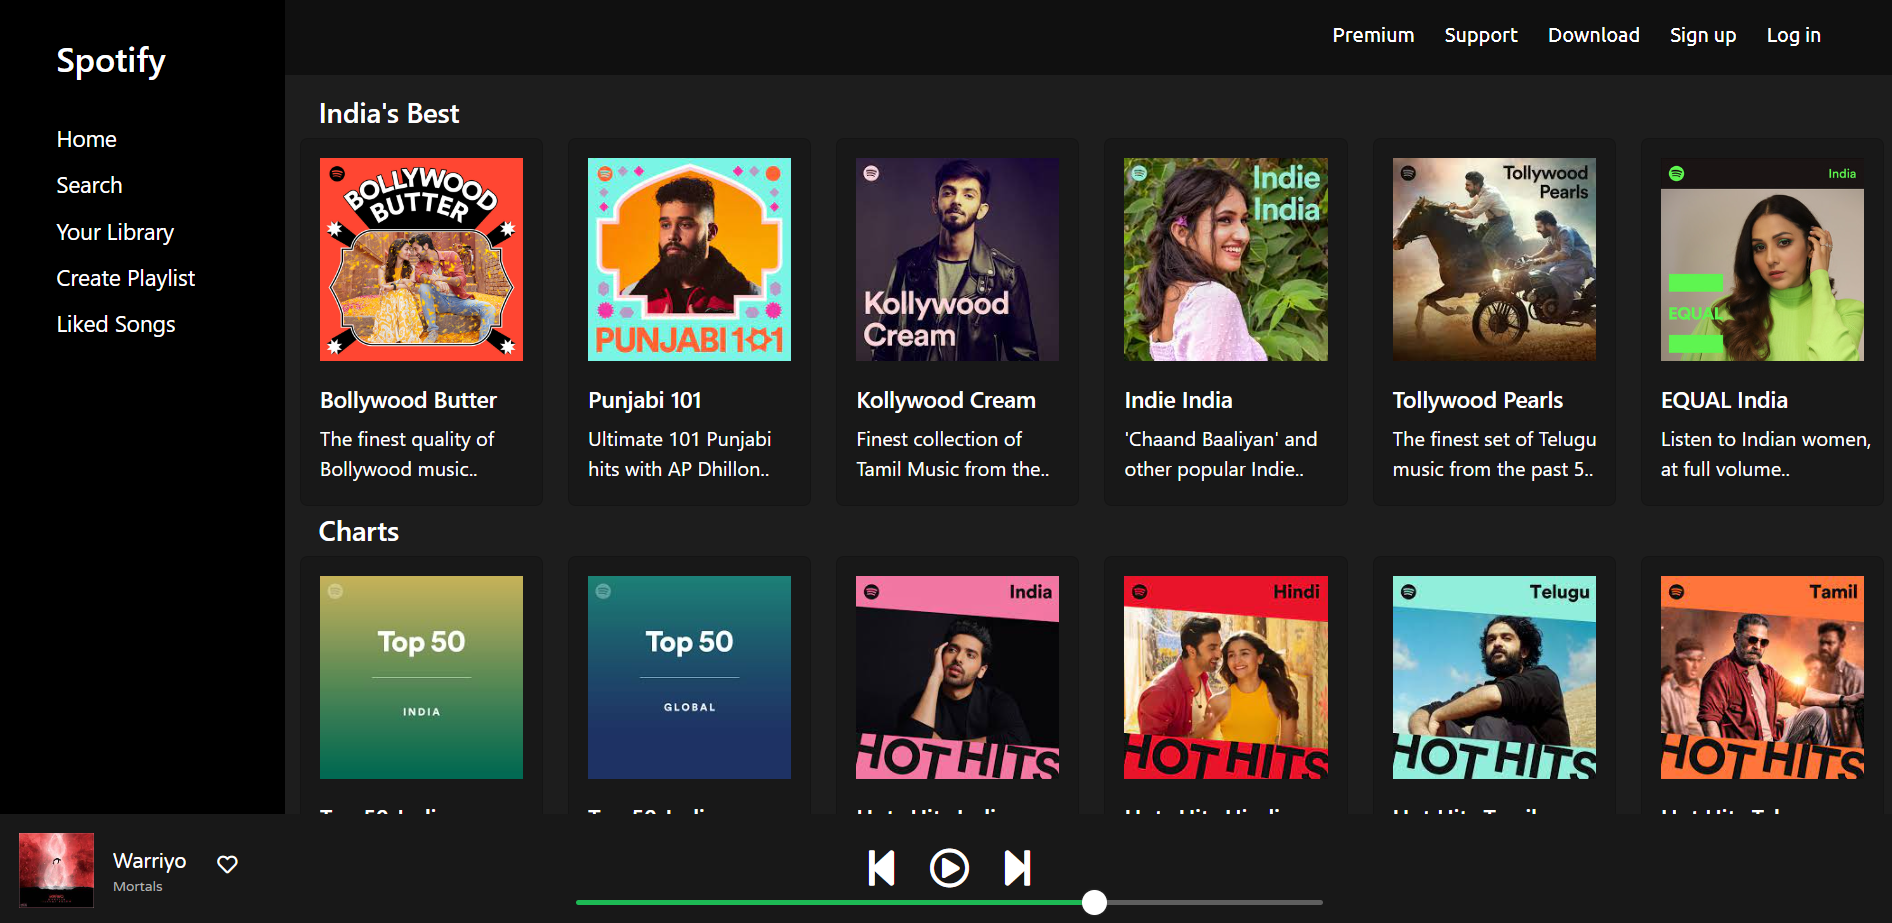 Spotify
Home
Search
Your Library
Create Playlist
Liked Songs
Premium Support Download Sign up Log in
India's Best
BOLLYWOOD
BUTTER
PUNJABI 101
Kollywood
Cream
Indie
India
Tollywood
Pearls
India
EQUAL
Bollywood Butter
The finest quality of
Bollywood music..
Punjabi 101
Ultimate 101 Punjabi
hits with AP Dhillon..
Kollywood Cream
Finest collection of
Tamil Music from the..
Indie India
'Chaand Baaliyan' and
other popular Indie..
Tollywood Pearls
The finest set of Telugu
music from the past 5..
EQUAL India
Listen to Indian women,
at full volume..
Charts
Top 50
INDIA
Top 50
GLOBAL
India
HOT HITS
Hindi
HOT HITS
Telugu
HOT HITS
Tamil
HOT HITS
Warriyo
Mortals